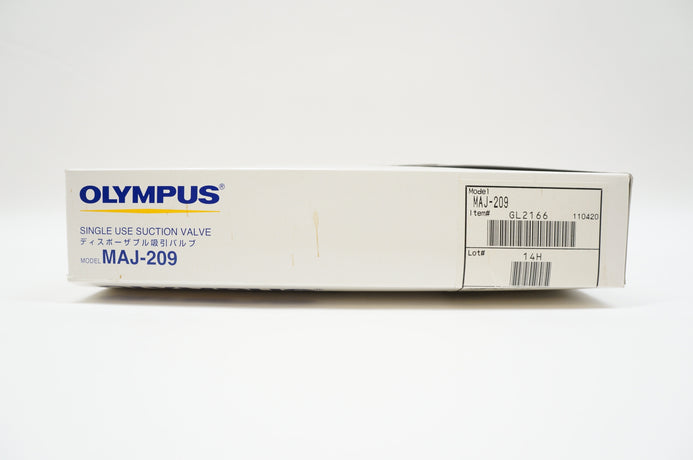 OLYMPUS®
SINGLE USE SUCTION VALVE
ディスポーザブル吸引バルブ
MODEL MAJ-209
Model
MAJ-209
Item# GL2166 110420
Lot# 14H